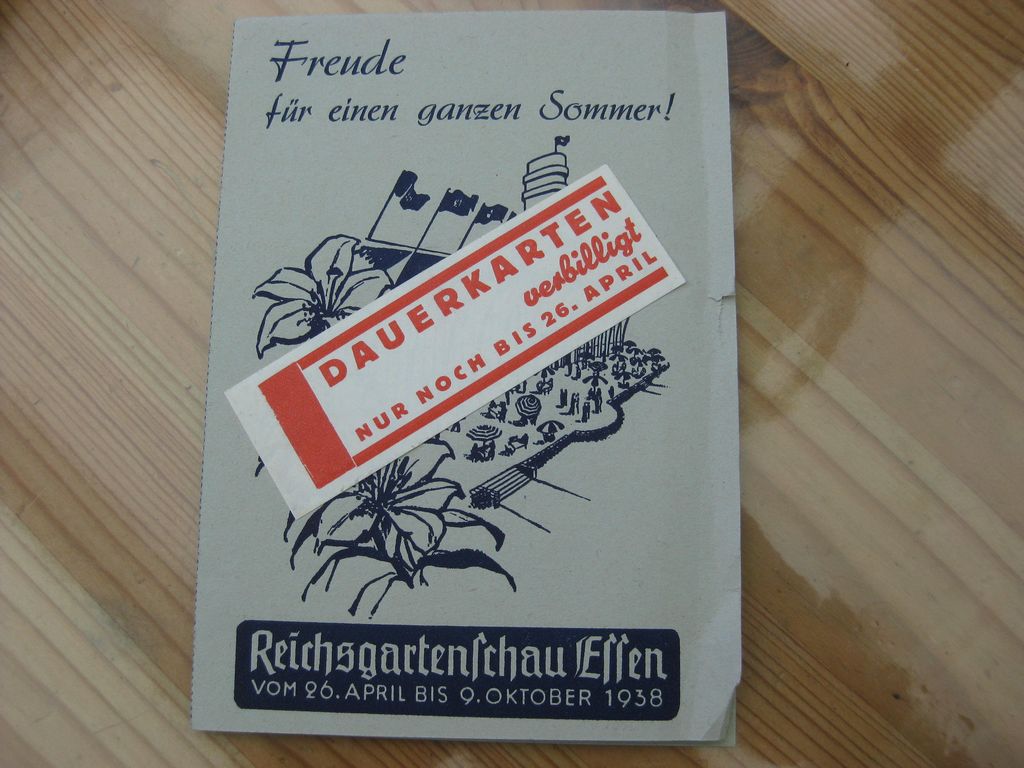 Freude
für einen ganzen Sommer!
DAUERKARTEN
verbilligt
NUR NOCH BIS 26. APRIL
Reichsgartenſchau Eſſen
VOM 26. APRIL BIS 9. OKTOBER 1938